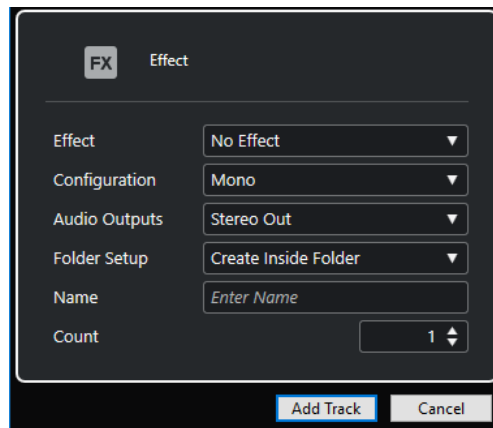 FX Effect
Effect No Effect
Configuration Mono
Audio Outputs Stereo Out
Folder Setup Create Inside Folder
Name Enter Name
Count 1
Add Track Cancel